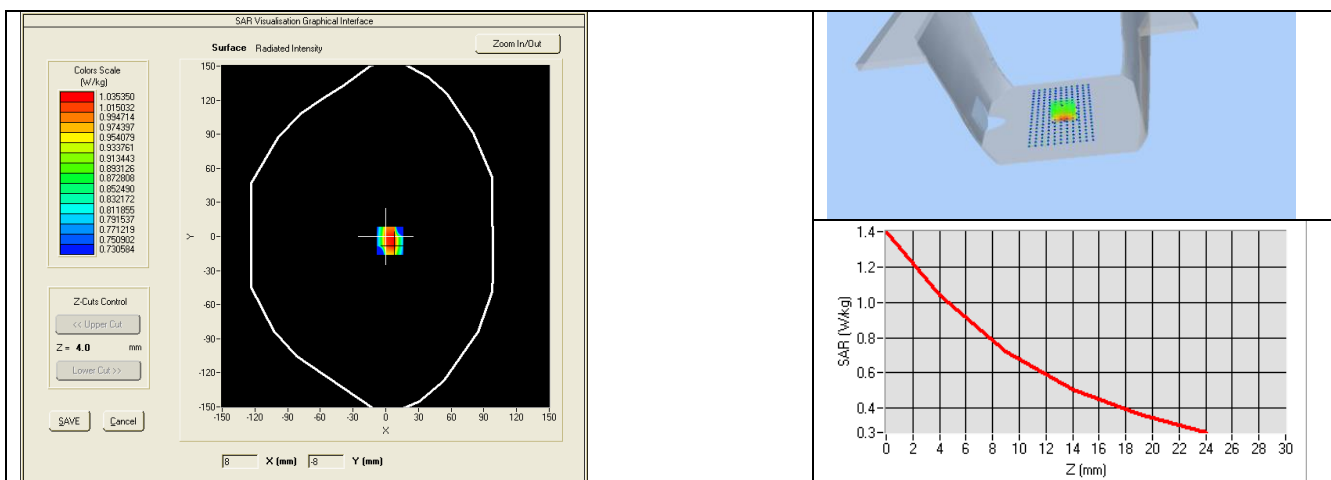 SAR Visualisation Graphical Interface
Surface Radiated Intensity
Zoom In/Out
Colors Scale
(W/kg)
1.035350
1.015032
0.994714
0.974397
0.954079
0.933761
0.913443
0.893126
0.872808
0.852490
0.832172
0.811855
0.791537
0.771219
0.750902
0.730584
Z-Cuts Control
<< Upper Cut
Z = 4.0 mm
Lower Cut >>
SAVE Cancel
150
120
90
60
30
0
-30
-60
-90
-120
-150
Y
-150 -120 -90 -60 -30 0 30 60 90 120 150
X
8 X (mm) -8 Y (mm)
1.4
1.2
1.0
0.8
0.6
0.4
0.3
SAR (W/kg)
0 2 4 6 8 10 12 14 16 18 20 22 24 26 28 30
Z (mm)